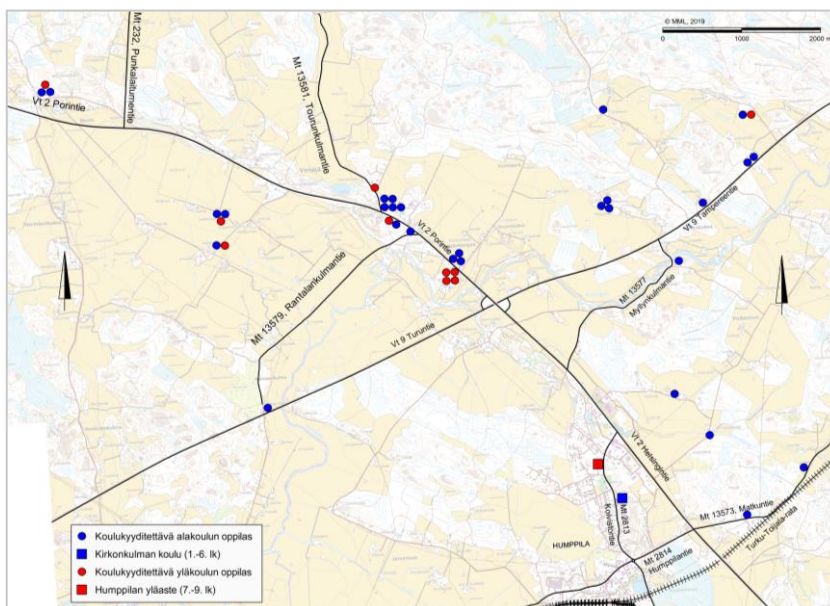 © MML, 2019
0 1000 2000 m
Mt 232, Punkalaitumentie
Mt 13581, Tourunkulmantie
Vt 2 Porintie
Vt 2 Porintie
Vt 9 Tampereentie
Mt 13577
Myllynkulmantie
Mt 13579, Rantalankulmantie
Vt 9 Turuntie
Vt 2 Helsingintie
Mt 13573, Matkuntie
Turku-Toijala-rata
Mt 2813
Koivistontie
Mt 2814
Humppilantie
HUMPPILA
Koulukyyditettävä alakoulun oppilas
Kirkonkulman koulu (1.-6. lk)
Koulukyyditettävä yläkoulun oppilas
Humppilan yläaste (7.-9. lk)